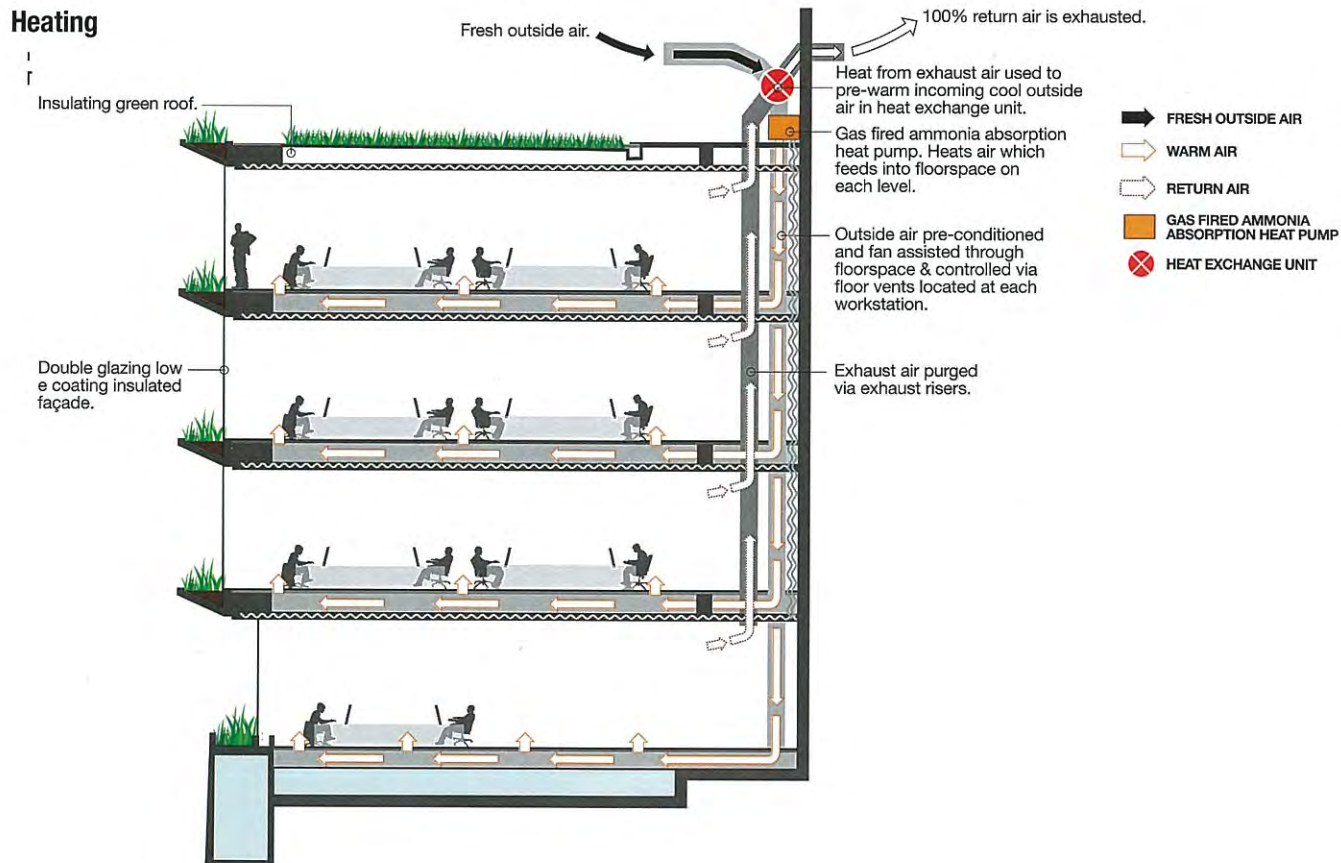 Heating
Fresh outside air.
100% return air is exhausted.
Insulating green roof.
Heat from exhaust air used to
pre-warm incoming cool outside
air in heat exchange unit.
Gas fired ammonia absorption
heat pump. Heats air which
feeds into floorspace on
each level.
Outside air pre-conditioned
and fan assisted through
floorspace & controlled via
floor vents located at each
workstation.
Double glazing low
e coating insulated
façade.
Exhaust air purged
via exhaust risers.
FRESH OUTSIDE AIR
WARM AIR
RETURN AIR
GAS FIRED AMMONIA
ABSORPTION HEAT PUMP
HEAT EXCHANGE UNIT